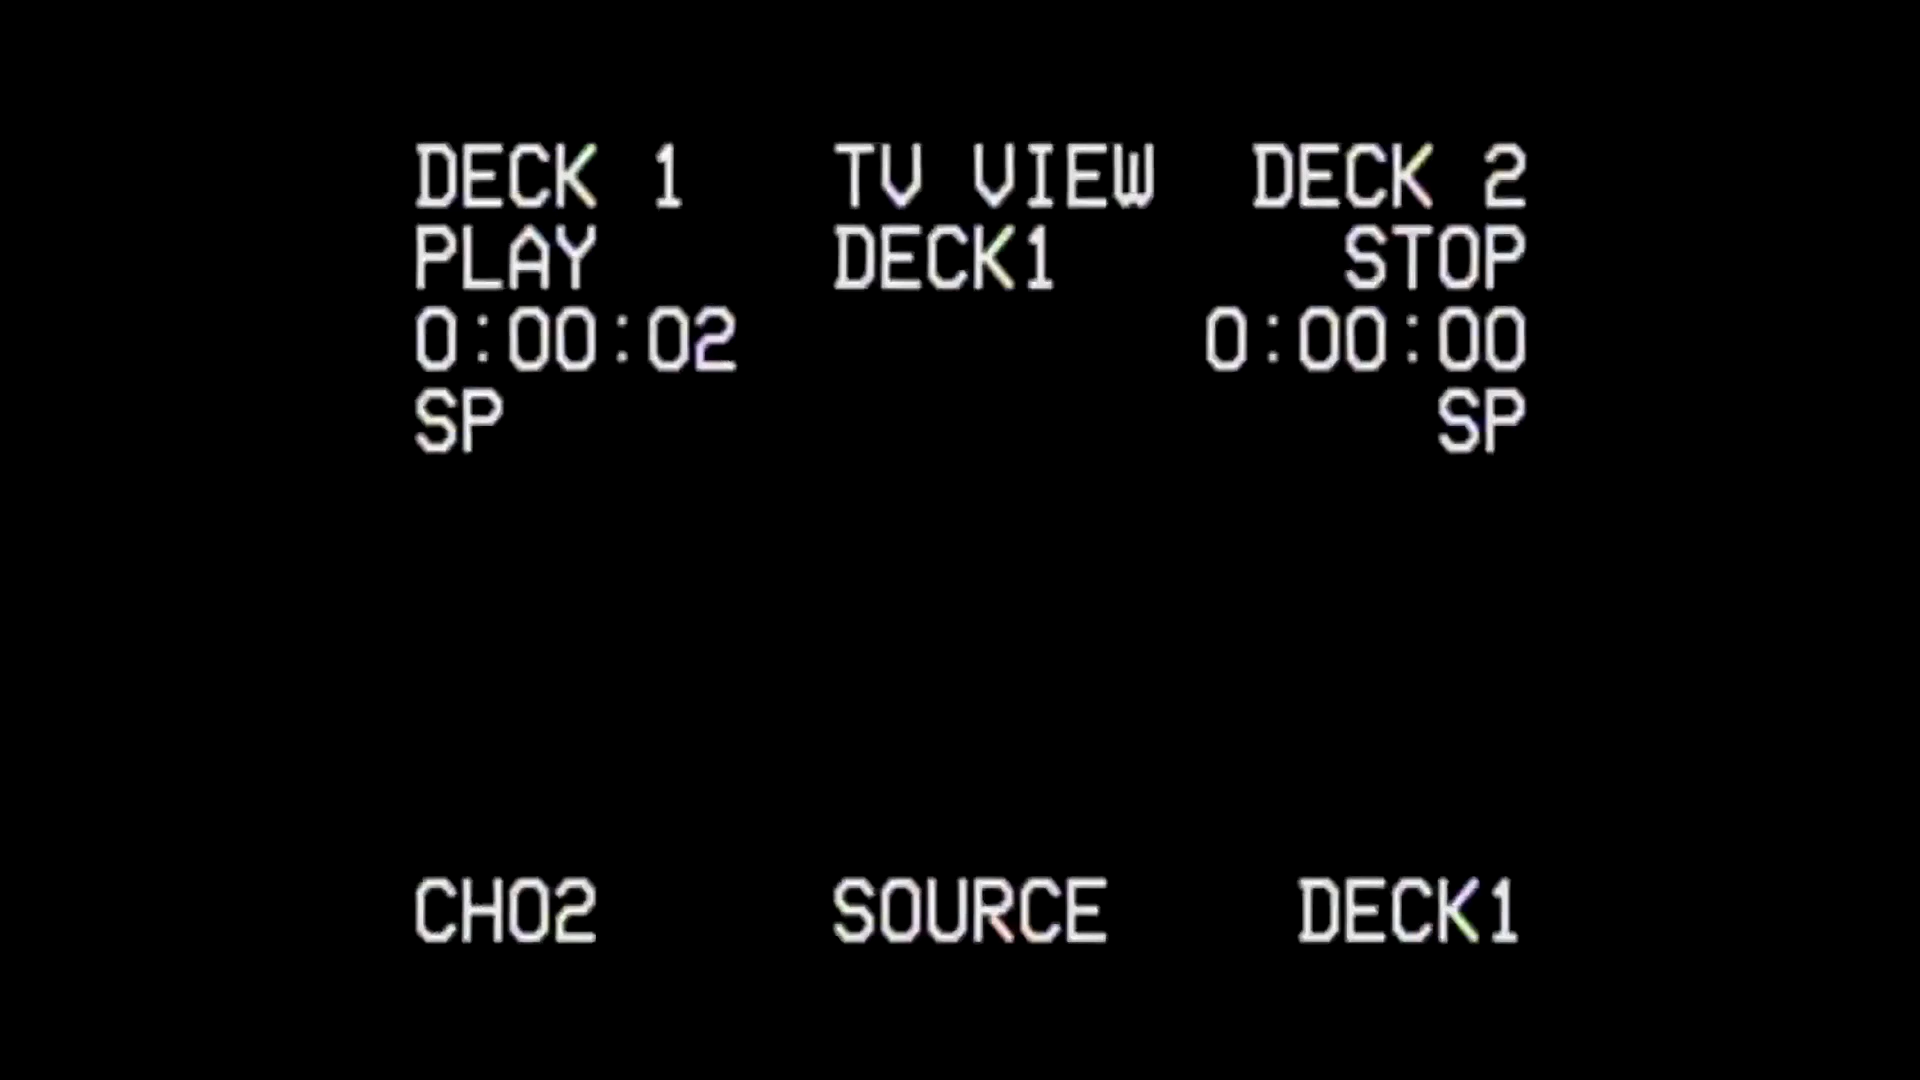 DECK 1 TV VIEW DECK 2
PLAY DECK1 STOP
0:00:02 0:00:00
SP SP
CH02 SOURCE DECK1